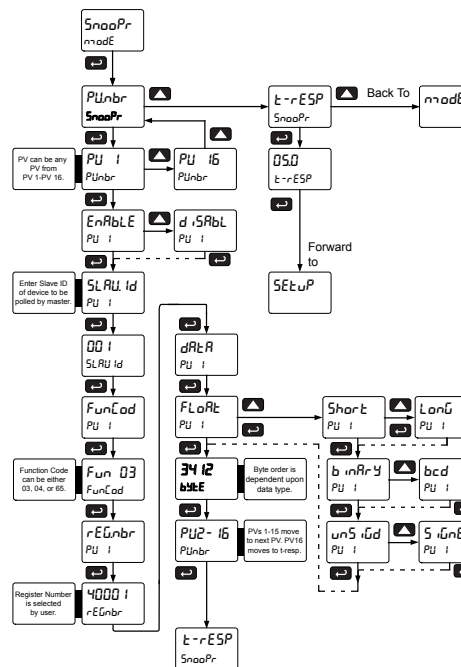 SnooPr
modE
PU.nbr
SnooPr
t-rESP
SnooPr
Back To
modE
PV can be any
PV from
PV 1-PV 16.
PU 1
PUnbr
PU 16
PUnbr
05.0
t-rESP
EnAbLE
PU 1
diSAbL
PU 1
Forward
to
Enter Slave ID
of device to be
polled by master.
SLAU.Id
PU 1
SEtuP
001
SLAU Id
dAtA
PU 1
FunCod
PU 1
FLoAt
PU 1
Short
PU 1
LonG
PU 1
Function Code
can be either
03, 04, or 65.
Fun 03
FunCod
3412
bytE
Byte order is
dependent upon
data type.
binAry
PU 1
bcd
PU 1
rEG.nbr
PU 1
PU2-16
PUnbr
PVs 1-15 move
to next PV. PV16
moves to t-resp.
unSiGd
PU 1
SiGnE
PU 1
Register Number
is selected
by user.
40001
rEGnbr
t-rESP
SnooPr